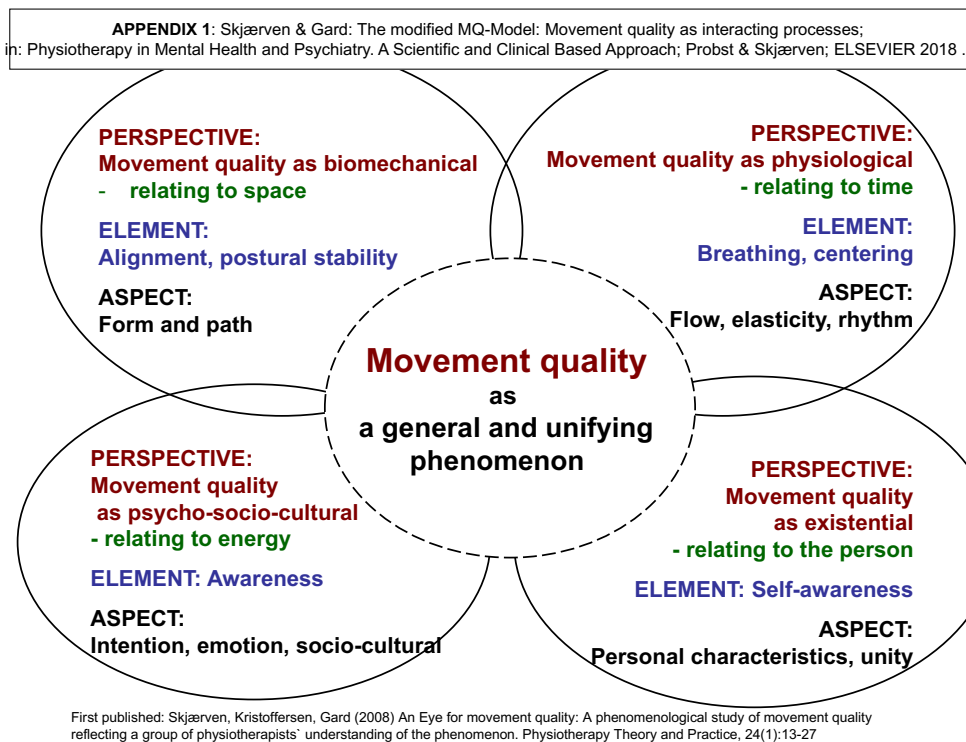 APPENDIX 1: Skjærven & Gard: The modified MQ-Model: Movement quality as interacting processes;
in: Physiotherapy in Mental Health and Psychiatry. A Scientific and Clinical Based Approach; Probst & Skjærven; ELSEVIER 2018 .
PERSPECTIVE:
Movement quality as biomechanical
- relating to space
ELEMENT:
Alignment, postural stability
ASPECT:
Form and path
PERSPECTIVE:
Movement quality as physiological
- relating to time
ELEMENT:
Breathing, centering
ASPECT:
Flow, elasticity, rhythm
Movement quality
as
a general and unifying
phenomenon
PERSPECTIVE:
Movement quality
as psycho-socio-cultural
- relating to energy
ELEMENT: Awareness
ASPECT:
Intention, emotion, socio-cultural
PERSPECTIVE:
Movement quality
as existential
- relating to the person
ELEMENT: Self-awareness
ASPECT:
Personal characteristics, unity
First published: Skjærven, Kristoffersen, Gard (2008) An Eye for movement quality: A phenomenological study of movement quality
reflecting a group of physiotherapists` understanding of the phenomenon. Physiotherapy Theory and Practice, 24(1):13-27